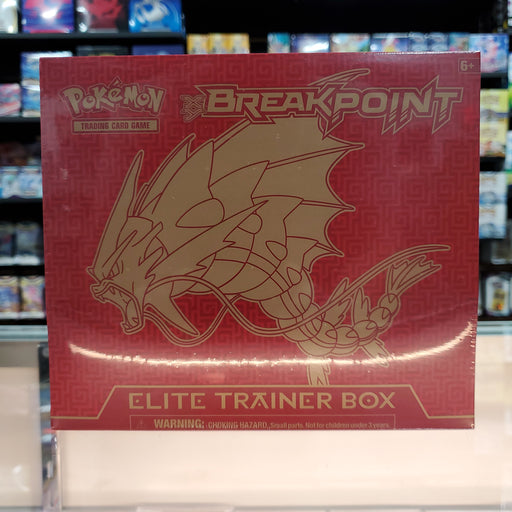 POKéMON
TRADING CARD GAME
XY BREAKPOINT
6+
ELITE TRAINER BOX
WARNING: CHOKING HAZARD. Small parts. Not for children under 3 years.